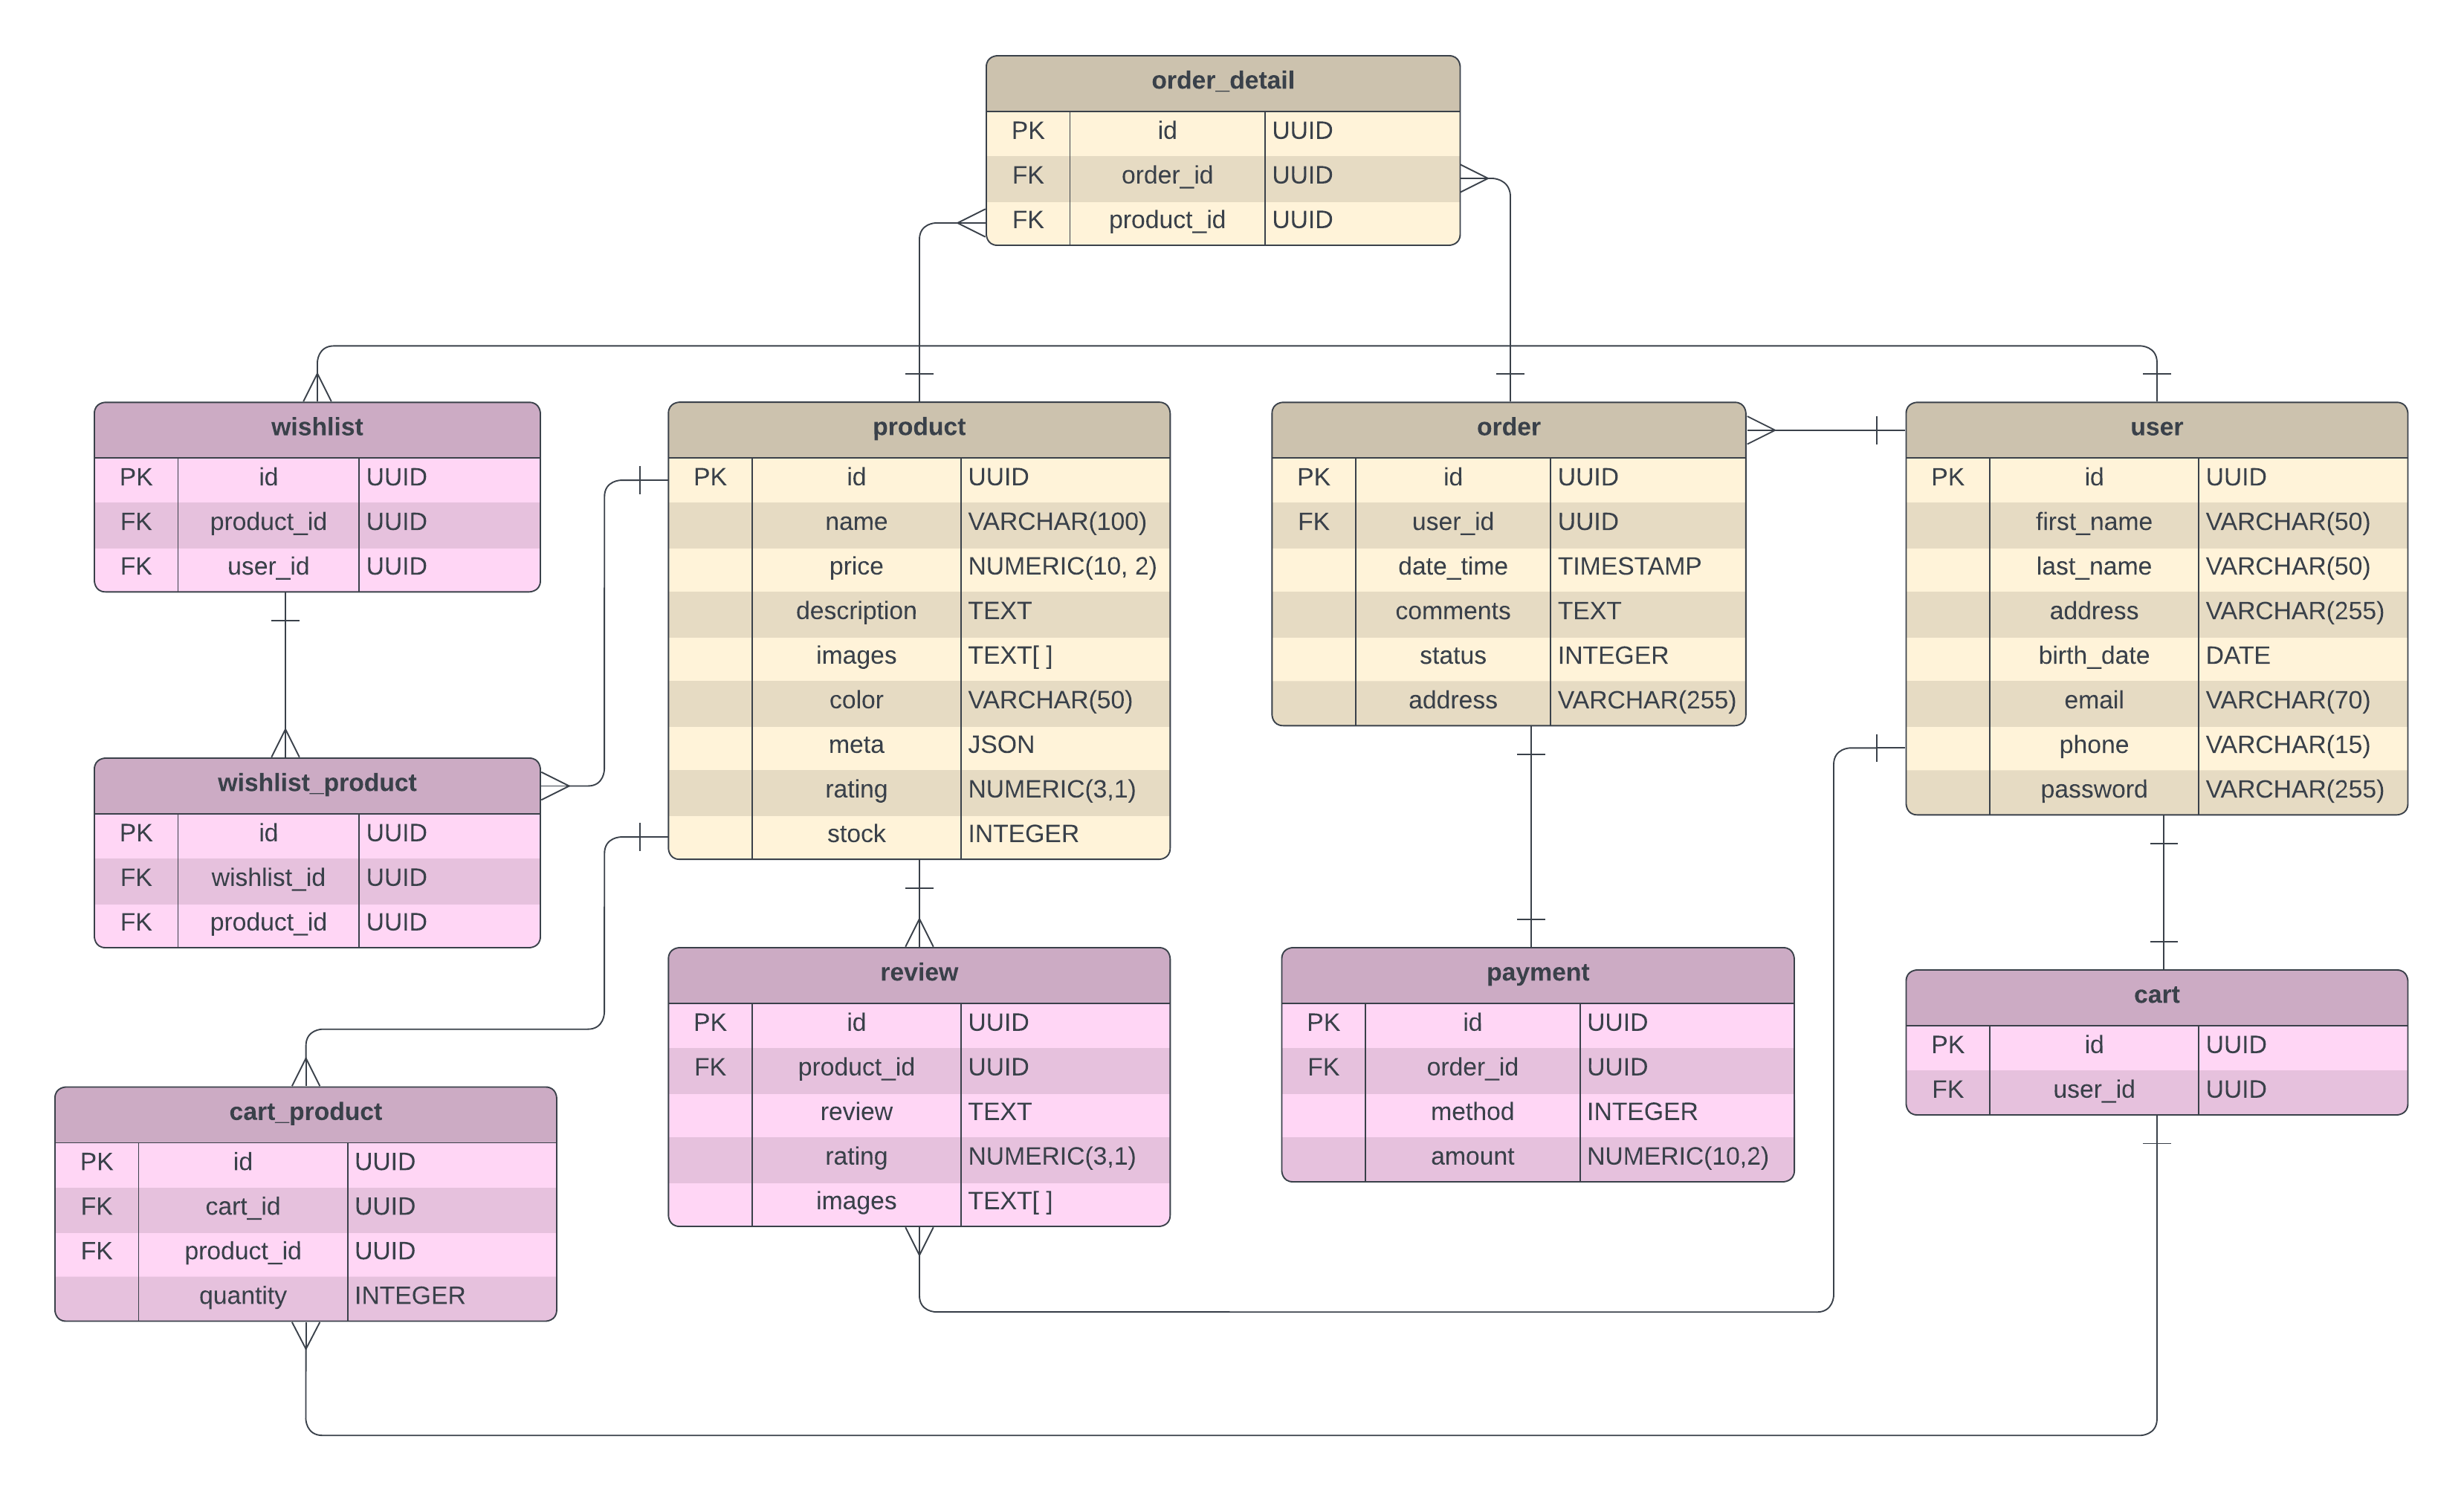 order_detail
PK id UUID
FK order_id UUID
FK product_id UUID
wishlist
PK id UUID
FK product_id UUID
FK user_id UUID
product
PK id UUID
name VARCHAR(100)
price NUMERIC(10, 2)
description TEXT
images TEXT[ ]
color VARCHAR(50)
meta JSON
rating NUMERIC(3,1)
stock INTEGER
order
PK id UUID
FK user_id UUID
date_time TIMESTAMP
comments TEXT
status INTEGER
address VARCHAR(255)
user
PK id UUID
first_name VARCHAR(50)
last_name VARCHAR(50)
address VARCHAR(255)
birth_date DATE
email VARCHAR(70)
phone VARCHAR(15)
password VARCHAR(255)
wishlist_product
PK id UUID
FK wishlist_id UUID
FK product_id UUID
review
PK id UUID
FK product_id UUID
review TEXT
rating NUMERIC(3,1)
images TEXT[ ]
payment
PK id UUID
FK order_id UUID
method INTEGER
amount NUMERIC(10,2)
cart
PK id UUID
FK user_id UUID
cart_product
PK id UUID
FK cart_id UUID
FK product_id UUID
quantity INTEGER